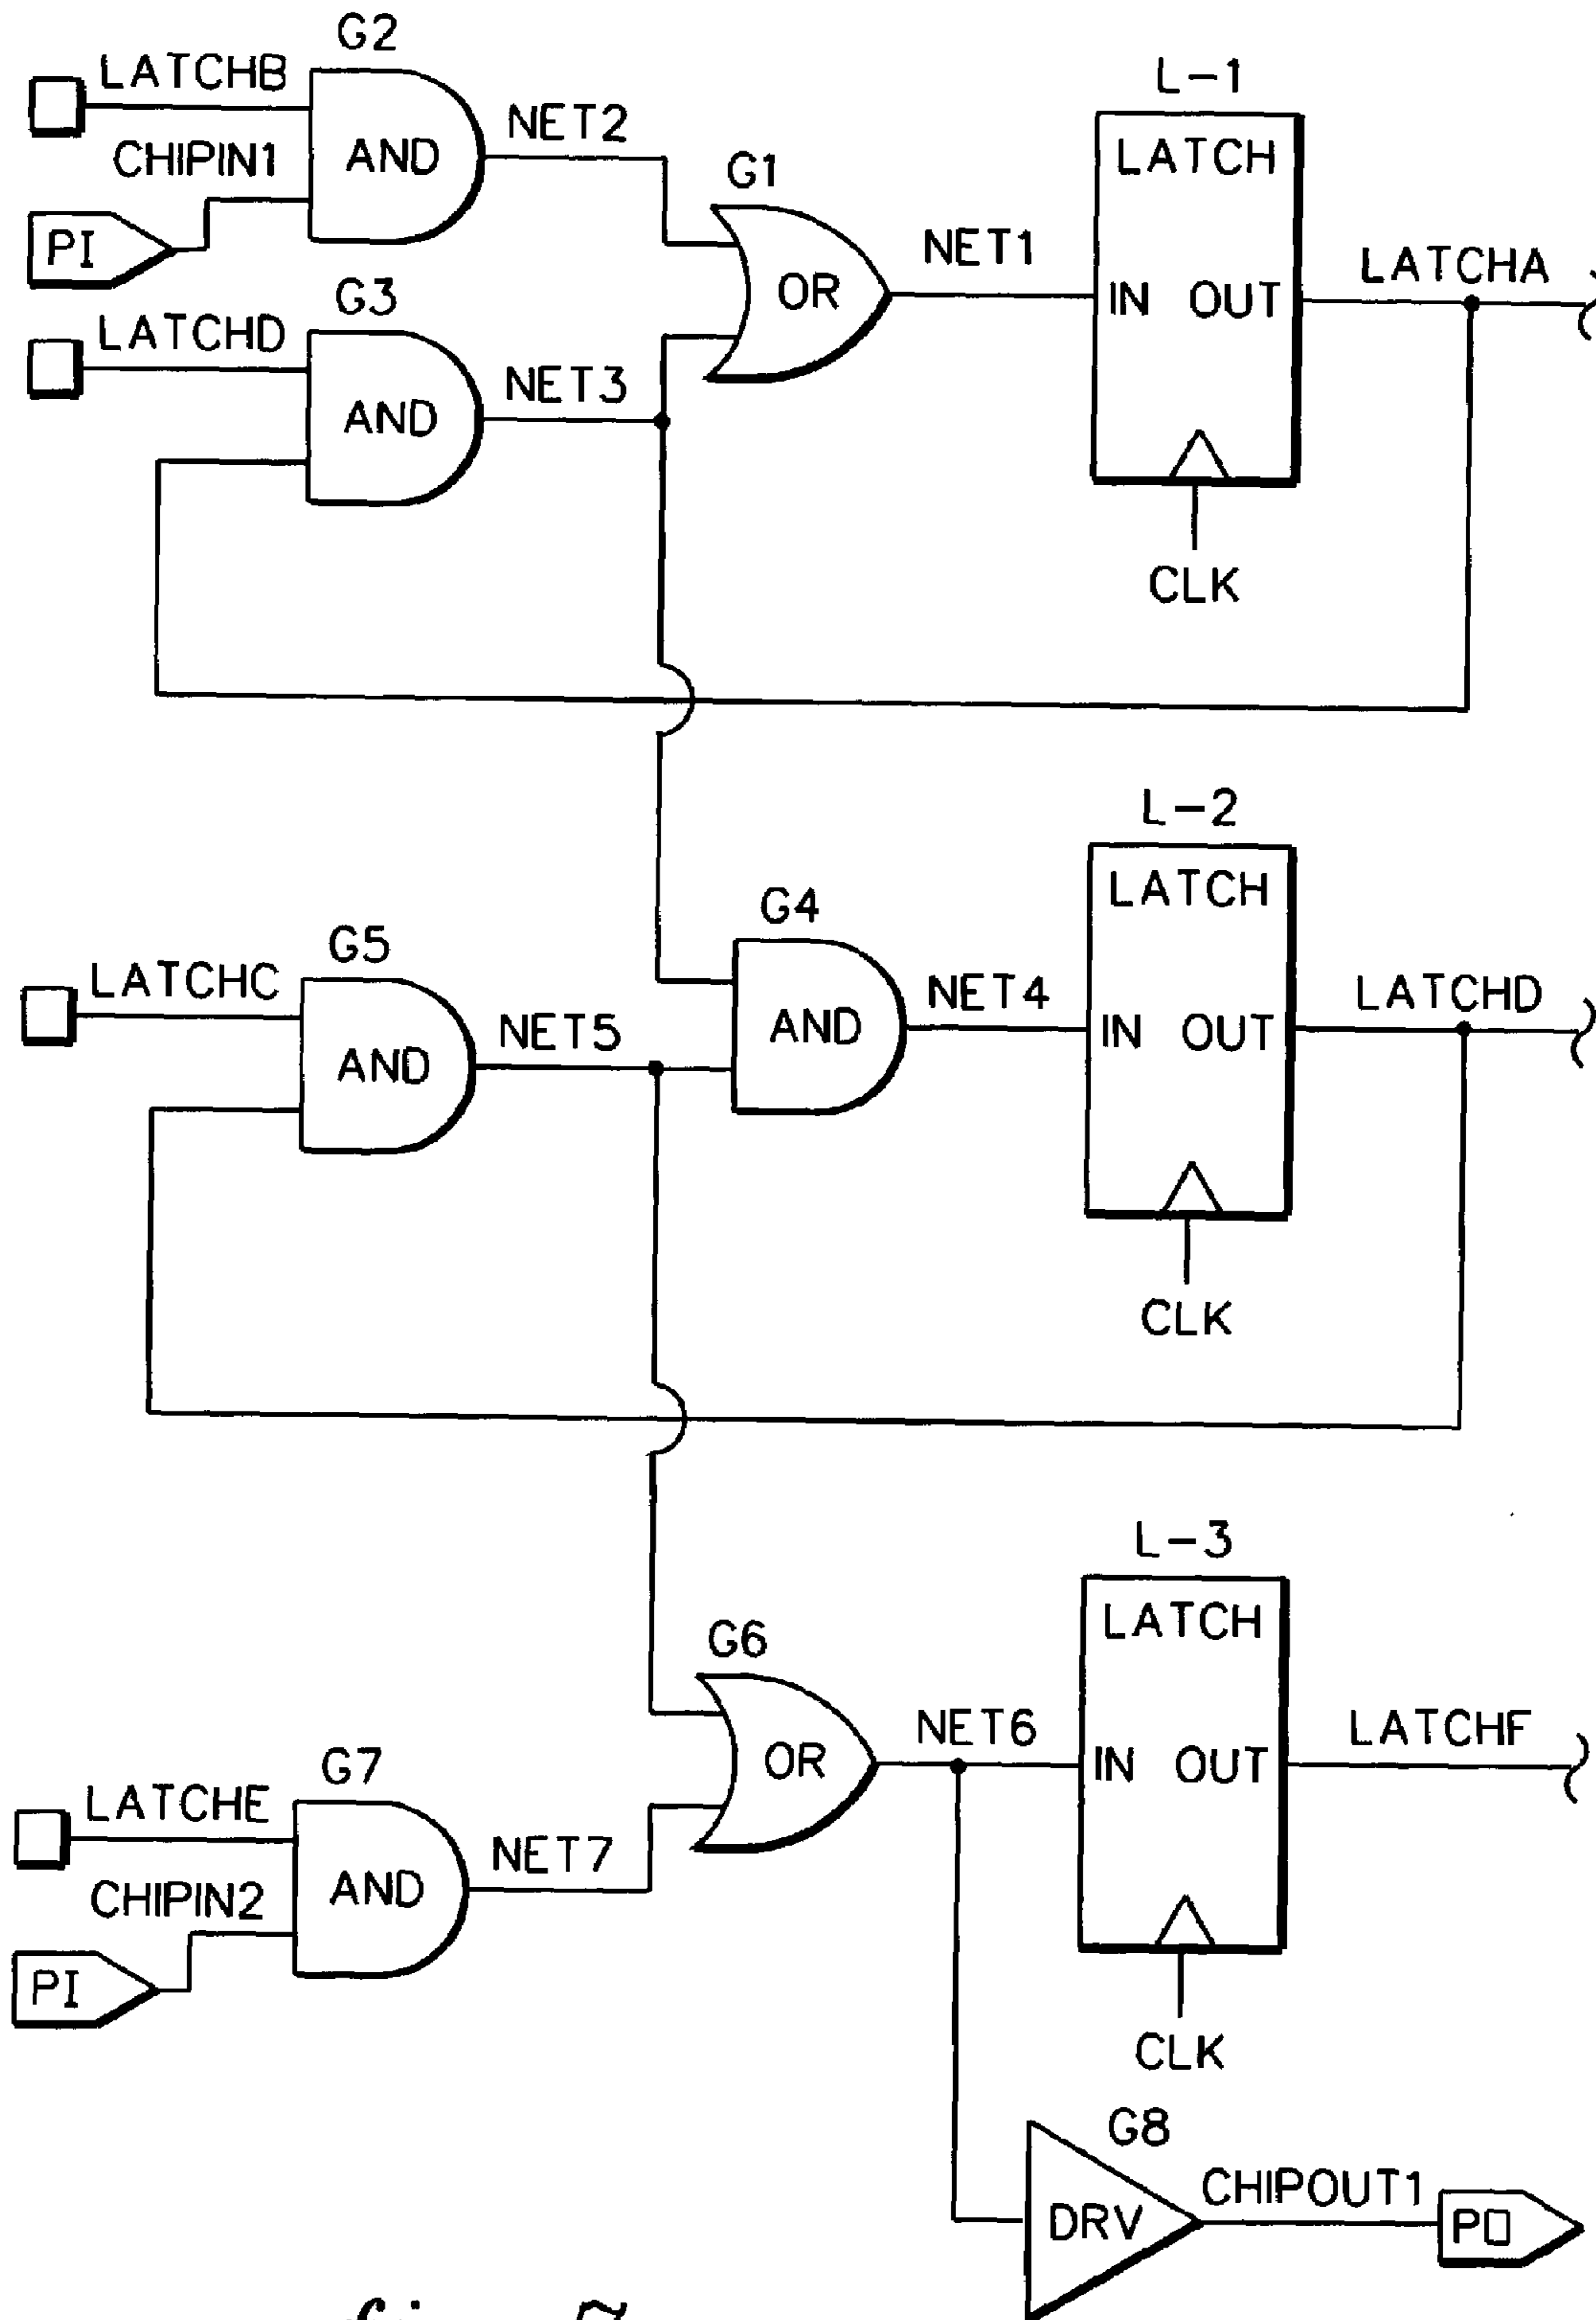 G2
LATCHB
AND
NET2
CHIPIN1
PI
L-1
LATCH
G1
OR
NET1
IN OUT
LATCHA
CLK
G3
LATCHD
AND
NET3
L-2
LATCH
G4
AND
NET4
IN OUT
LATCHD
CLK
G5
LATCHC
AND
NET5
L-3
LATCH
G6
OR
NET6
IN OUT
LATCHF
CLK
G7
LATCHE
AND
NET7
CHIPIN2
PI
G8
DRV
CHIPOUT1
PO